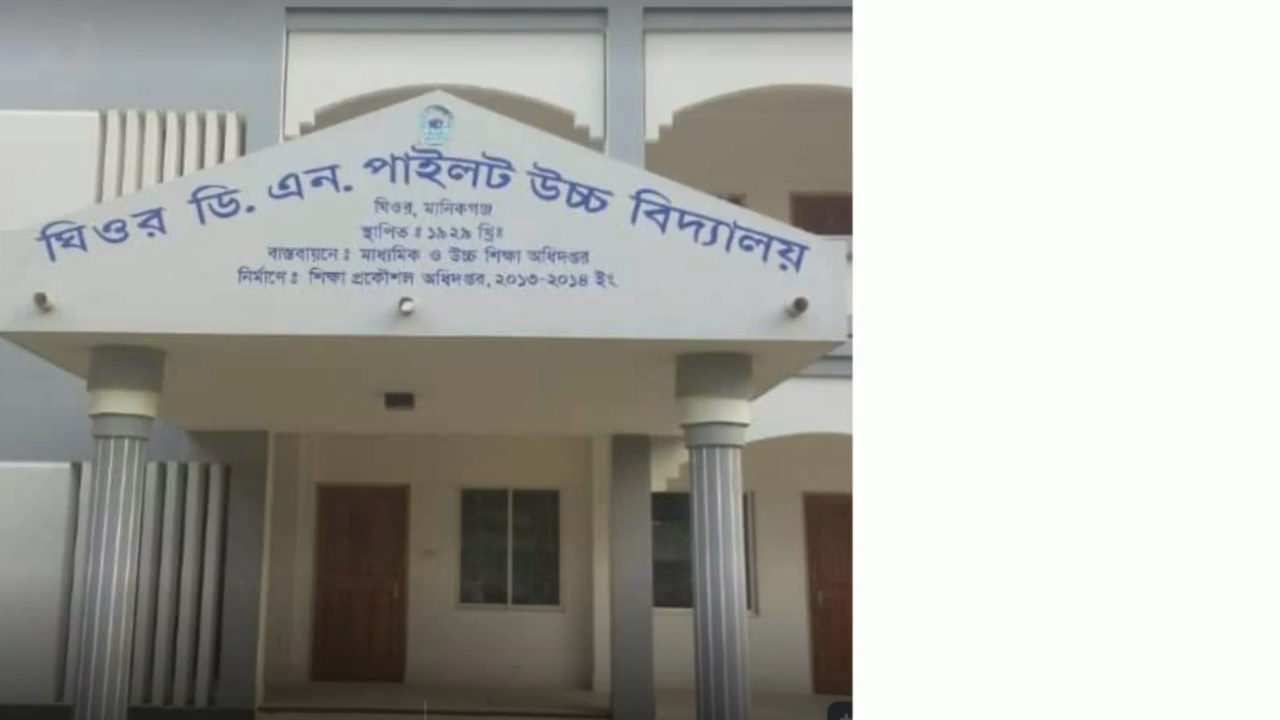 ঘিওর ডি. এন. পাইলট উচ্চ বিদ্যালয়
ঘিওর, মানিকগঞ্জ
স্থাপিত ঃ ১৯২৯ খ্রিঃ
বাস্তবায়নে ঃ মাধ্যমিক ও উচ্চ শিক্ষা অধিদপ্তর
নির্মাণে ঃ শিক্ষা প্রকৌশল অধিদপ্তর, ২০১৩-২০১৪ ইং